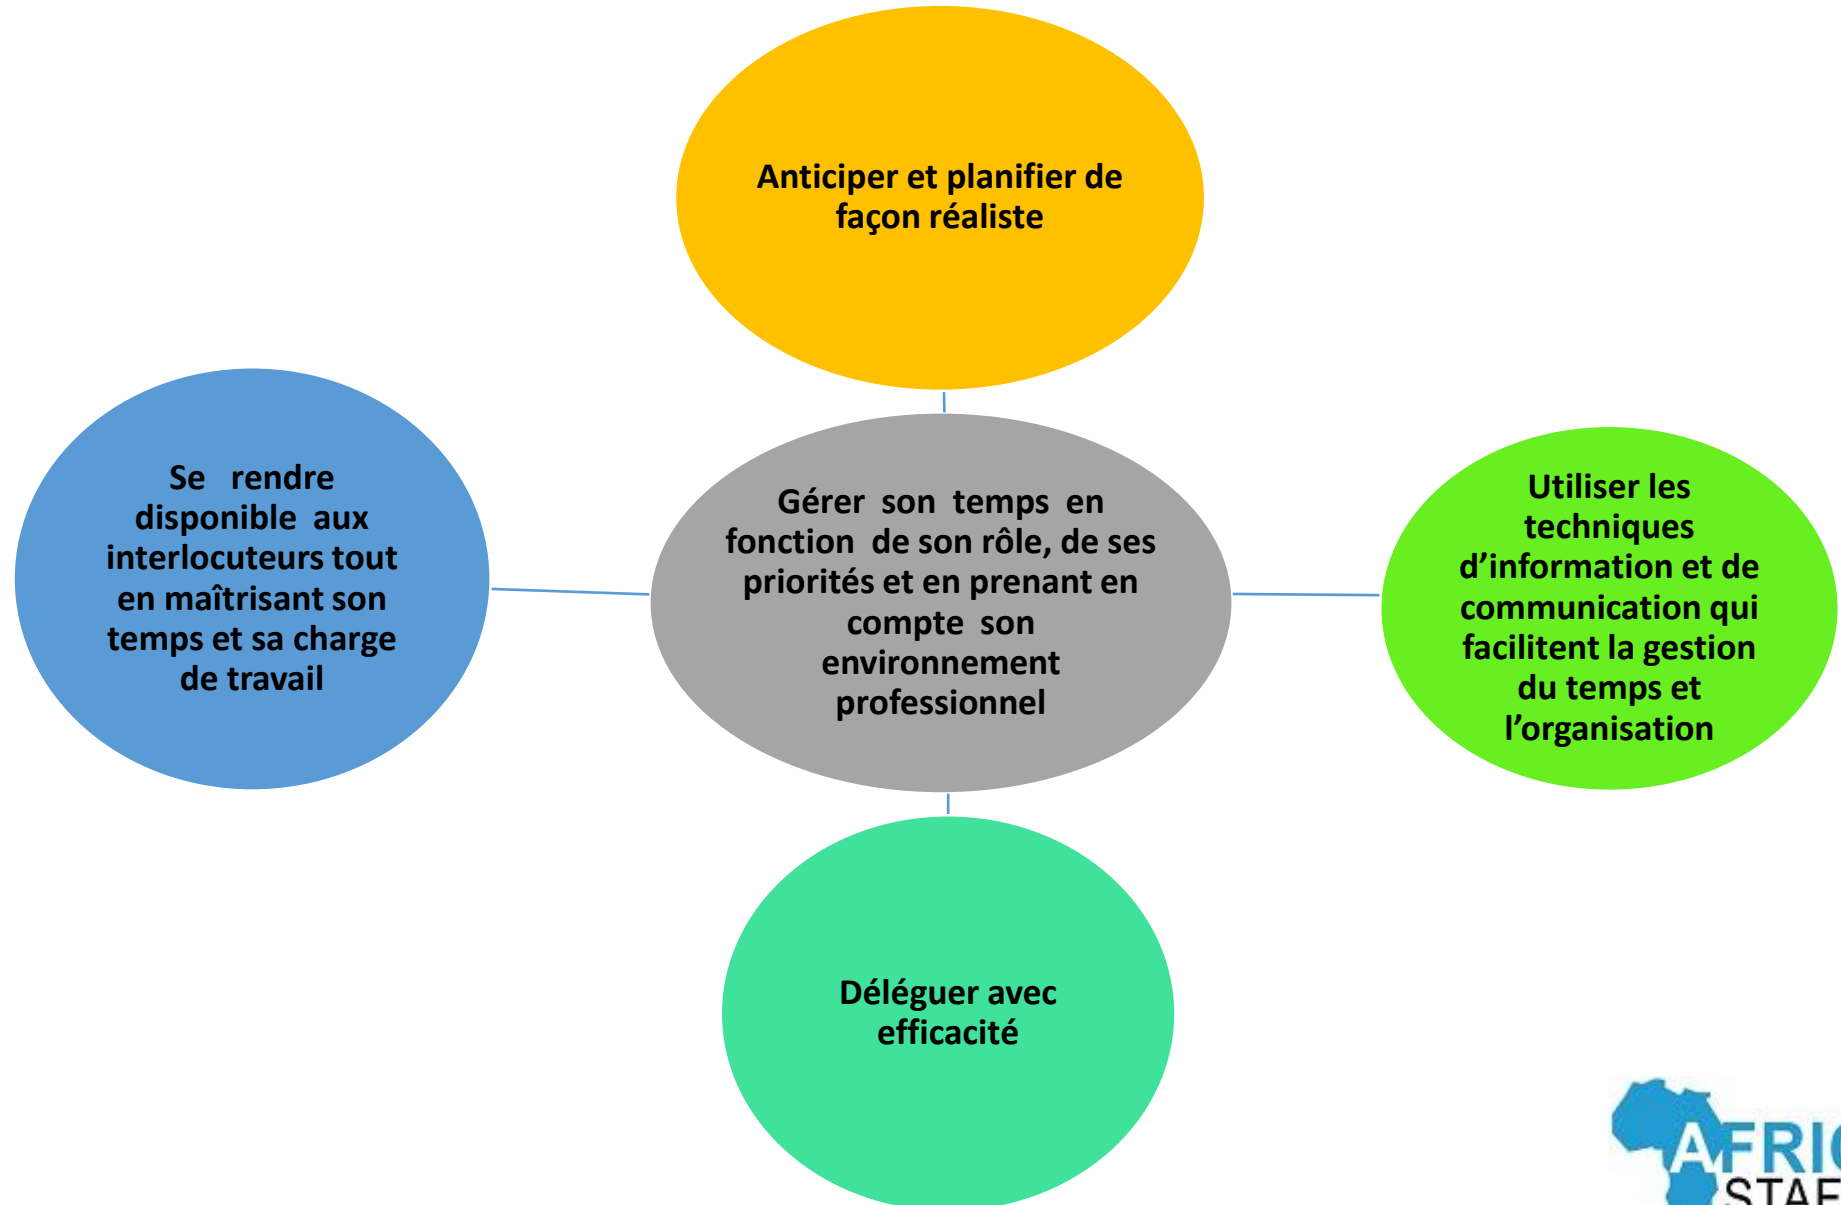 Anticiper et planifier de
façon réaliste
Se rendre
disponible aux
interlocuteurs tout
en maîtrisant son
temps et sa charge
de travail
Gérer son temps en
fonction de son rôle, de ses
priorités et en prenant en
compte son
environnement
professionnel
Utiliser les
techniques
d’information et de
communication qui
facilitent la gestion
du temps et
l’organisation
Déléguer avec
efficacité